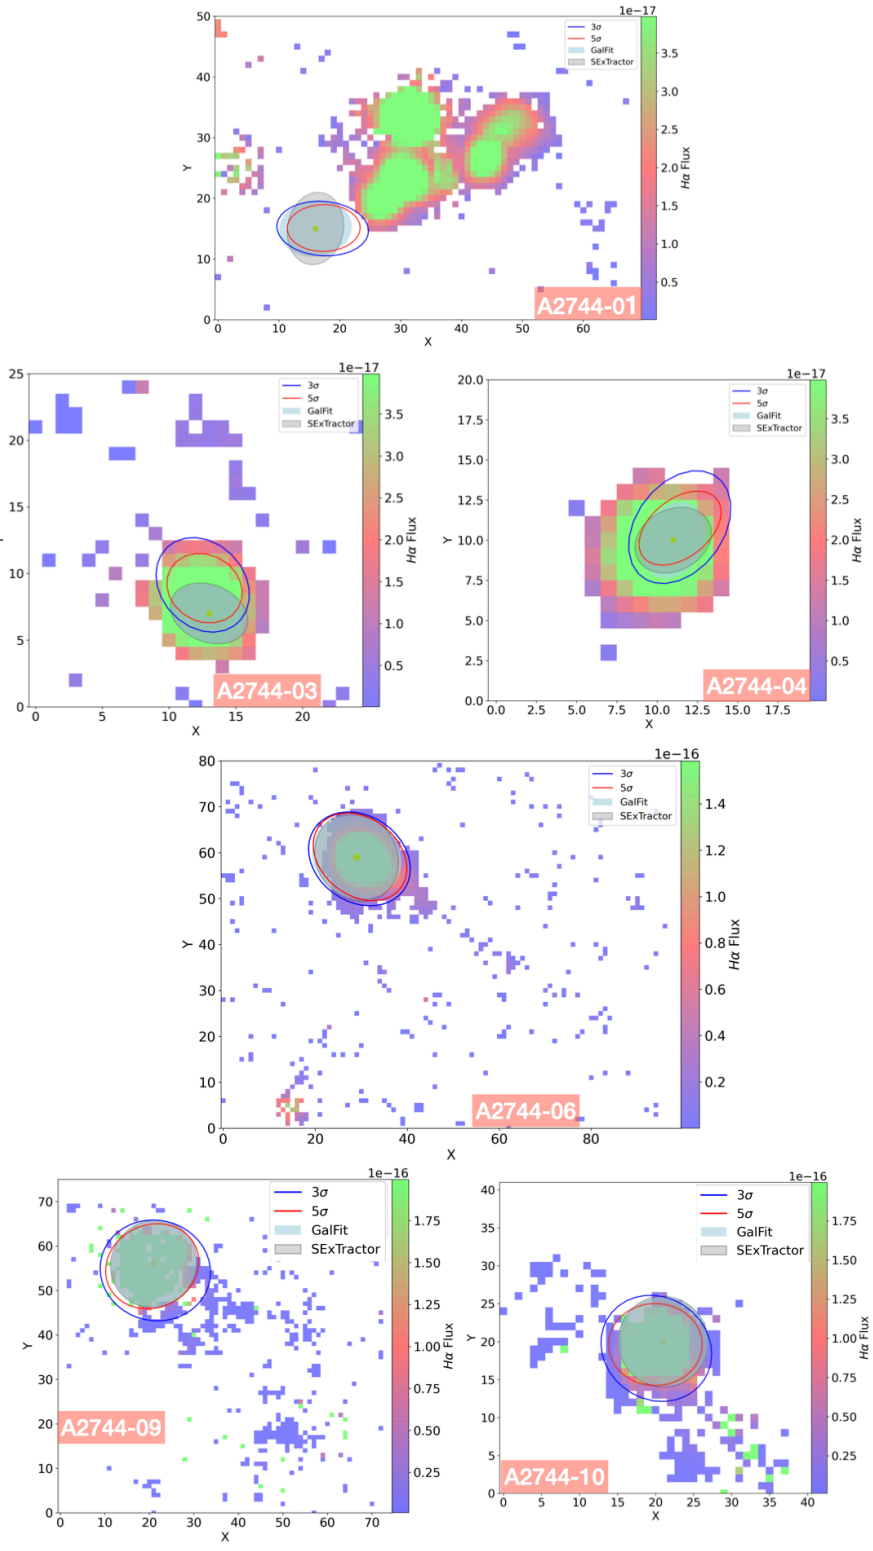 1e−17
50
40
30
20
10
0
Y
0 10 20 30 40 50 60
X
3σ
5σ
GalFit
SExTractor
3.5
3.0
2.5
2.0
1.5
1.0
0.5
Hα Flux
A2744-01
1e−17
25
20
15
10
5
0
0 5 10 15 20
X
3σ
5σ
GalFit
SExTractor
3.5
3.0
2.5
2.0
1.5
1.0
0.5
Hα Flux
A2744-03
1e−17
20.0
17.5
15.0
12.5
10.0
7.5
5.0
2.5
0.0
Y
0.0 2.5 5.0 7.5 10.0 12.5 15.0 17.5
X
3σ
5σ
GalFit
SExTractor
3.5
3.0
2.5
2.0
1.5
1.0
0.5
Hα Flux
A2744-04
1e−16
80
70
60
50
40
30
20
10
0
Y
0 20 40 60 80
X
3σ
5σ
GalFit
SExTractor
1.4
1.2
1.0
0.8
0.6
0.4
0.2
Hα Flux
A2744-06
1e−16
70
60
50
40
30
20
10
0
Y
0 10 20 30 40 50 60 70
X
3σ
5σ
GalFit
SExTractor
1.75
1.50
1.25
1.00
0.75
0.50
0.25
Hα Flux
A2744-09
1e−16
40
35
30
25
20
15
10
5
0
Y
0 5 10 15 20 25 30 35 40
X
3σ
5σ
GalFit
SExTractor
1.75
1.50
1.25
1.00
0.75
0.50
0.25
Hα Flux
A2744-10